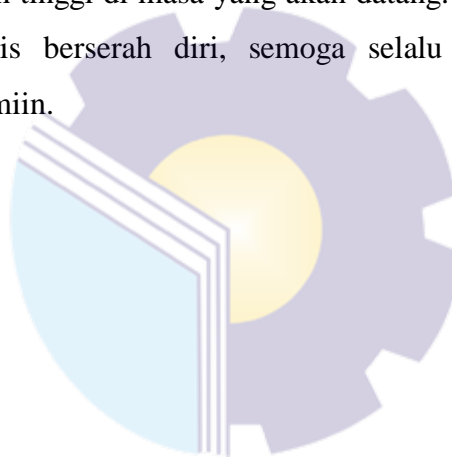 tinggi di masa yang akan datang.
is berserah diri, semoga selalu
miin.